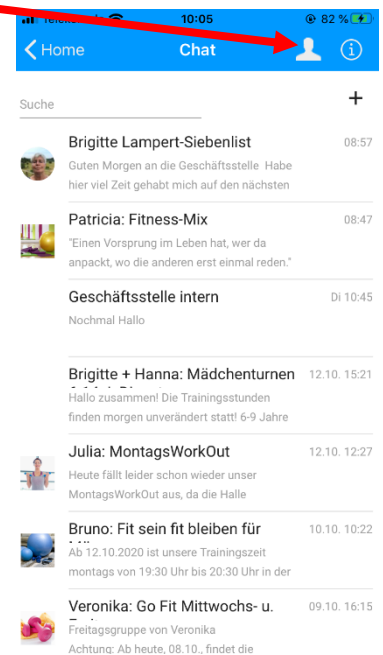 10:05
82 %
Home
Chat
Suche
+
Brigitte Lampert-Siebenlist
08:57
Guten Morgen an die Geschäftsstelle Habe
hier viel Zeit gehabt mich auf den nächsten
Patricia: Fitness-Mix
08:47
"Einen Vorsprung im Leben hat, wer da
anpackt, wo die anderen erst einmal reden."
Geschäftsstelle intern
Di 10:45
Nochmal Hallo
Brigitte + Hanna: Mädchenturnen
12.10. 15:21
Hallo zusammen! Die Trainingsstunden
finden morgen unverändert statt! 6-9 Jahre
Julia: MontagsWorkOut
12.10. 12:27
Heute fällt leider schon wieder unser
MontagsWorkOut aus, da die Halle
Bruno: Fit sein fit bleiben für
10.10. 10:22
Ab 12.10.2020 ist unsere Trainingszeit
montags von 19:30 Uhr bis 20:30 Uhr in der
Veronika: Go Fit Mittwochs- u.
09.10. 16:15
Freitagsgruppe von Veronika
Achtung: Ab heute, 08.10., findet die